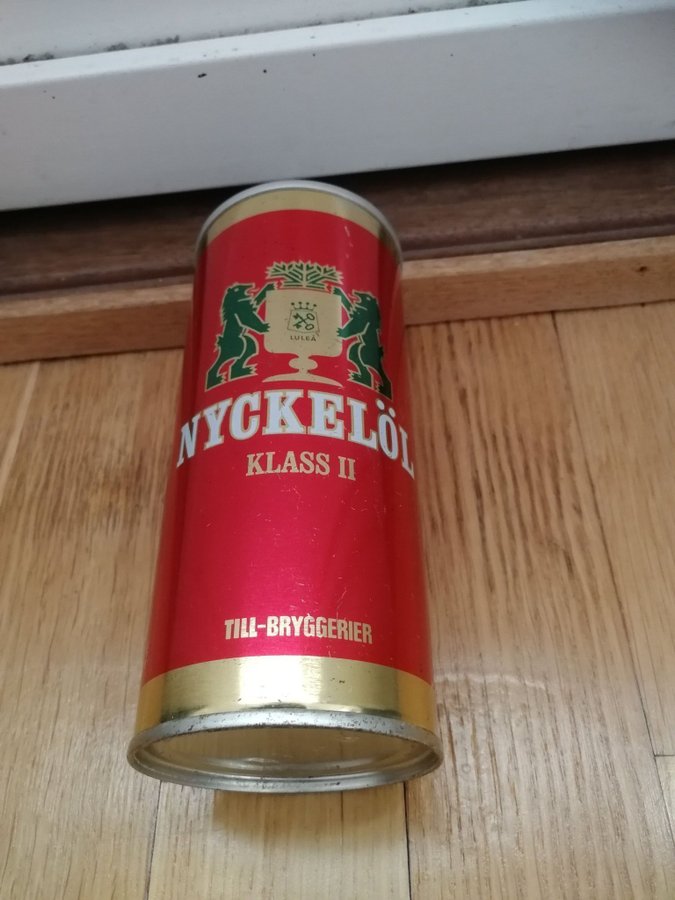 LULEÅ
NYCKELÖL
KLASS II
TILL-BRYGGERIER